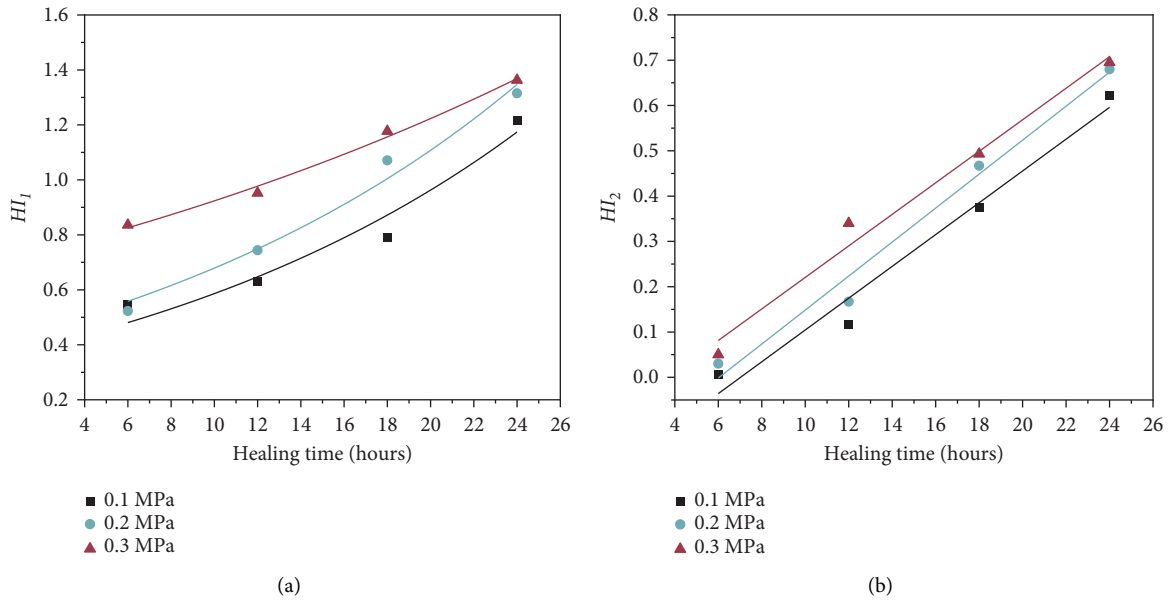 1.6
1.4
1.2
1.0
0.8
0.6
0.4
0.2
HI1
4 6 8 10 12 14 16 18 20 22 24 26
Healing time (hours)
0.1 MPa
0.2 MPa
0.3 MPa
(a)
0.8
0.7
0.6
0.5
0.4
0.3
0.2
0.1
0.0
HI2
4 6 8 10 12 14 16 18 20 22 24 26
Healing time (hours)
0.1 MPa
0.2 MPa
0.3 MPa
(b)